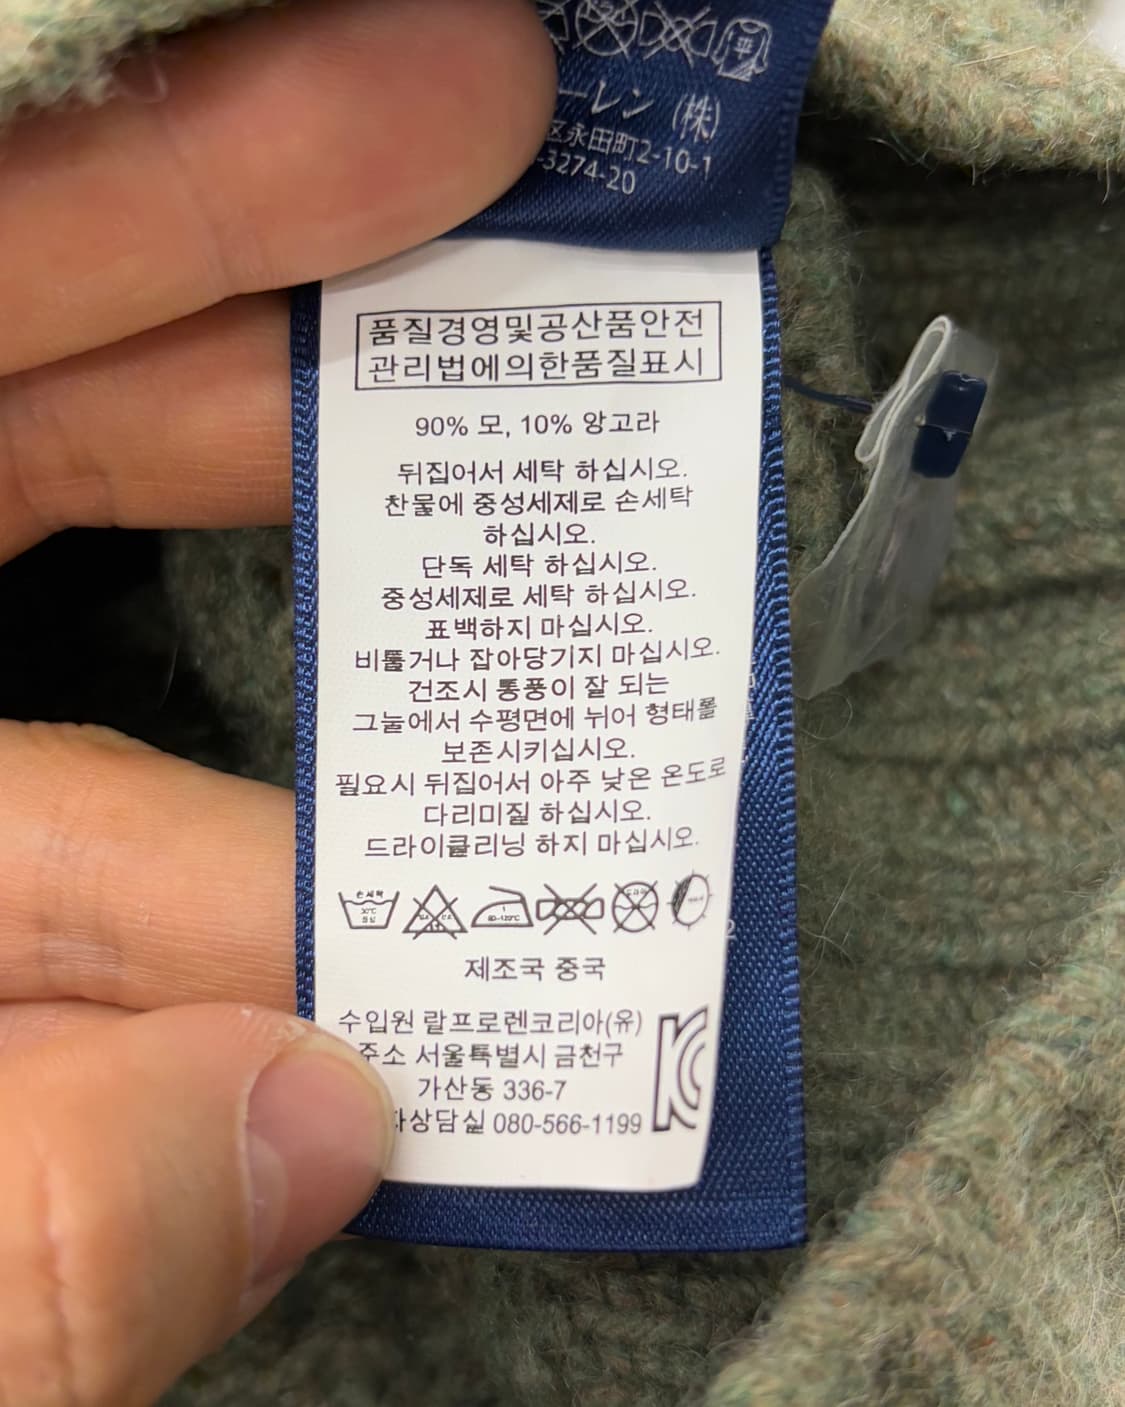 平
ーレン (株)
区永田町2-10-1
-3274-20
품질경영및공산품안전
관리법에의한품질표시
90% 모, 10% 앙고라
뒤집어서 세탁 하십시오.
찬물에 중성세제로 손세탁
하십시오.
단독 세탁 하십시오.
중성세제로 세탁 하십시오.
표백하지 마십시오.
비틀거나 잡아당기지 마십시오.
건조시 통풍이 잘 되는
그늘에서 수평면에 뉘어 형태를
보존시키십시오.
필요시 뒤집어서 아주 낮은 온도로
다리미질 하십시오.
드라이클리닝 하지 마십시오.
손세탁
30℃
중성
80-120℃
제조국 중국
수입원 랄프로렌코리아(유)
주소 서울특별시 금천구
가산동 336-7
상담실 080-566-1199